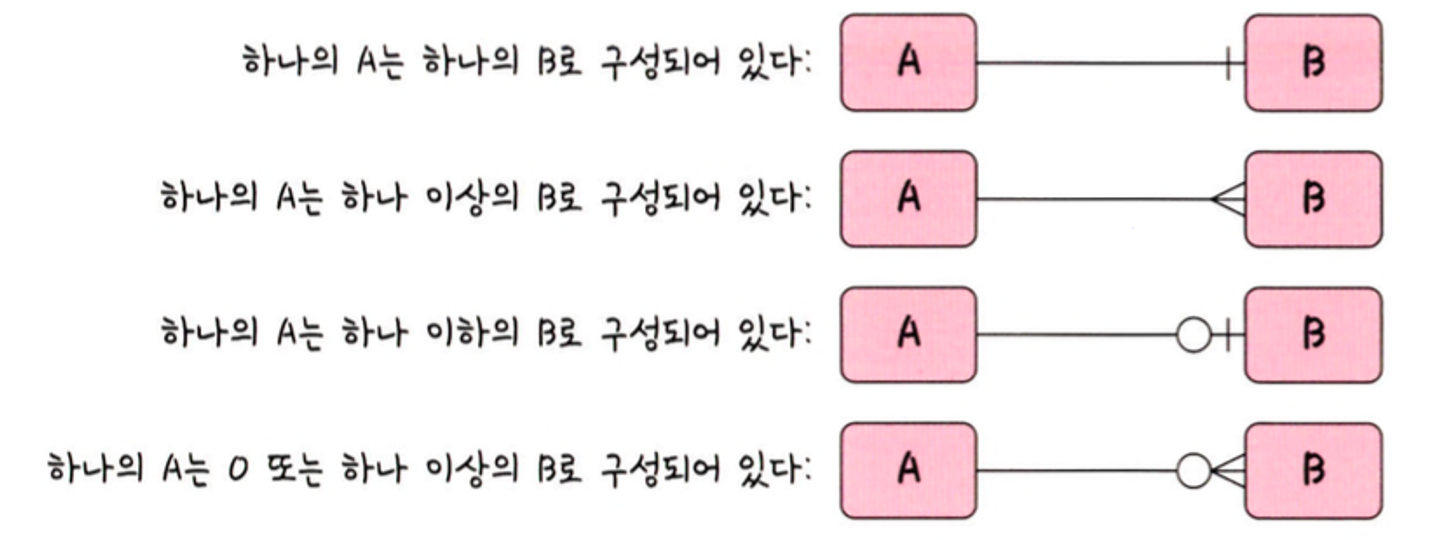 하나의 A는 하나의 B로 구성되어 있다: A B
하나의 A는 하나 이상의 B로 구성되어 있다: A B
하나의 A는 하나 이하의 B로 구성되어 있다: A B
하나의 A는 0 또는 하나 이상의 B로 구성되어 있다: A B